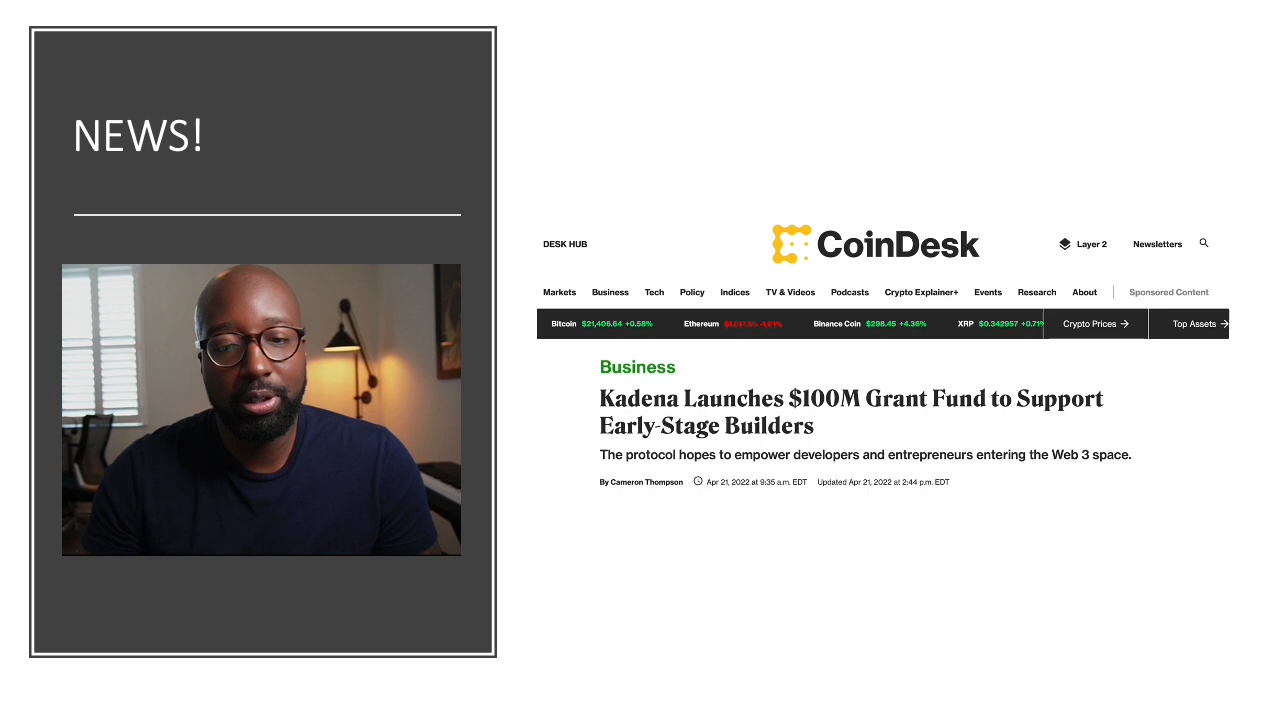 NEWS!
DESK HUB
CoinDesk
Layer 2
Newsletters
Markets Business Tech Policy Indices TV & Videos Podcasts Crypto Explainer+ Events Research About Sponsored Content
Bitcoin $21,406.64 +0.58% Ethereum Binance Coin $298.45 +4.36% XRP $0.342957 +0.71% Crypto Prices → Top Assets →
Business
Kadena Launches $100M Grant Fund to Support
Early-Stage Builders
The protocol hopes to empower developers and entrepreneurs entering the Web 3 space.
By Cameron Thompson Apr 21, 2022 at 9:35 a.m. EDT Updated Apr 21, 2022 at 2:44 p.m. EDT